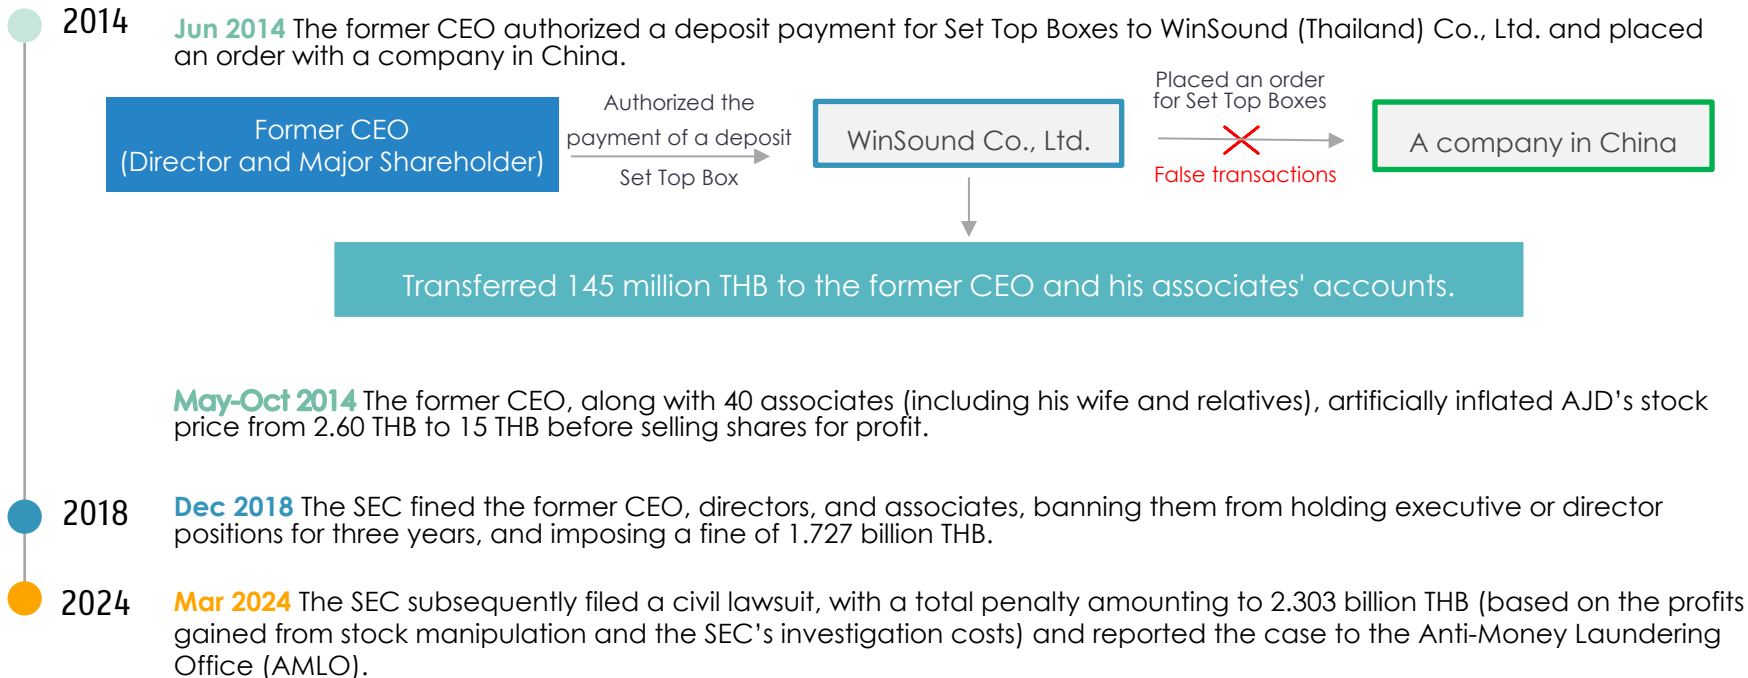 2014
Jun 2014 The former CEO authorized a deposit payment for Set Top Boxes to WinSound (Thailand) Co., Ltd. and placed
an order with a company in China.
Former CEO
(Director and Major Shareholder)
Authorized the
payment of a deposit
Set Top Box
WinSound Co., Ltd.
Placed an order
for Set Top Boxes
False transactions
A company in China
Transferred 145 million THB to the former CEO and his associates' accounts.
May-Oct 2014 The former CEO, along with 40 associates (including his wife and relatives), artificially inflated AJD’s stock
price from 2.60 THB to 15 THB before selling shares for profit.
2018
Dec 2018 The SEC fined the former CEO, directors, and associates, banning them from holding executive or director
positions for three years, and imposing a fine of 1.727 billion THB.
2024
Mar 2024 The SEC subsequently filed a civil lawsuit, with a total penalty amounting to 2.303 billion THB (based on the profits
gained from stock manipulation and the SEC’s investigation costs) and reported the case to the Anti-Money Laundering
Office (AMLO).